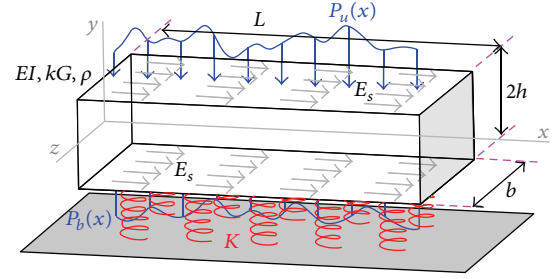 y
L
P_u(x)
EI, kG, ρ
E_s
2h
x
z
E_s
b
P_b(x)
K